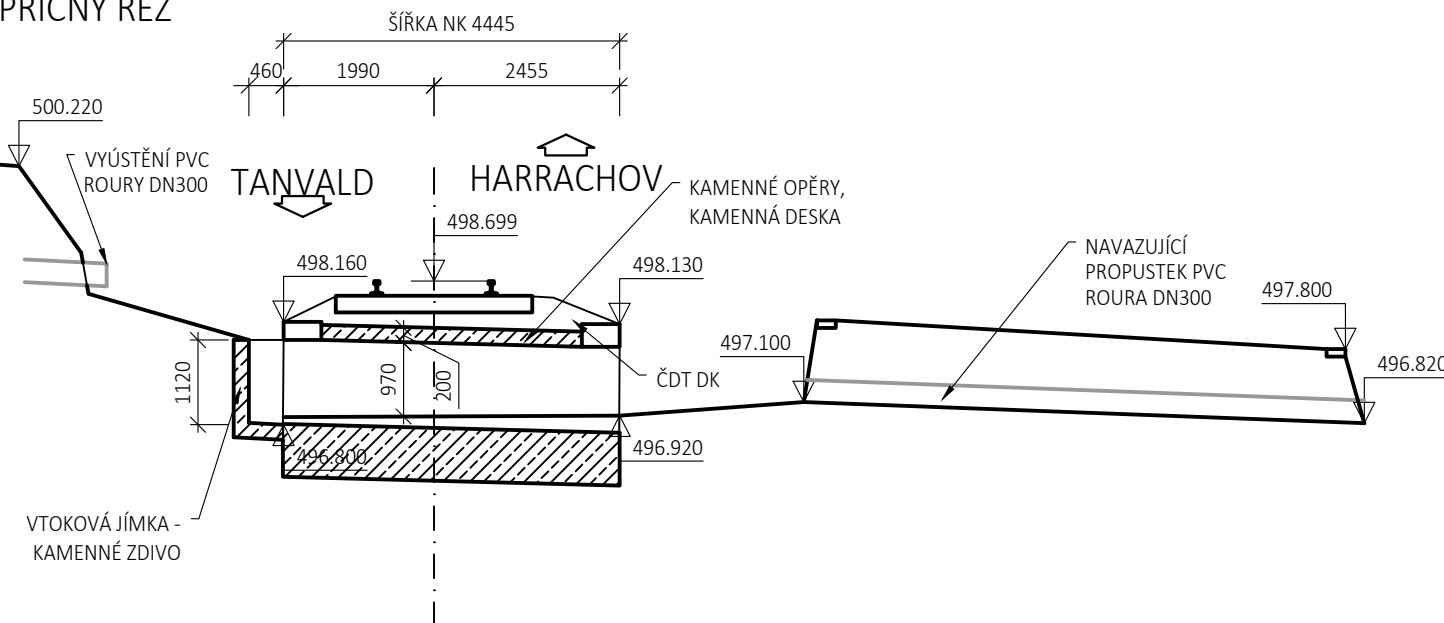 PŘÍČNÝ ŘEZ
ŠÍŘKA NK 4445
460
1990
2455
500.220
VYÚSTĚNÍ PVC
ROURY DN300
TANVALD
HARRACHOV
KAMENNÉ OPĚRY,
KAMENNÁ DESKA
498.699
498.160
498.130
NAVAZUJÍCÍ
PROPUSTEK PVC
ROURA DN300
497.800
497.100
496.820
1120
970
200
ČDT DK
496.800
496.920
VTOKOVÁ JÍMKA -
KAMENNÉ ZDIVO